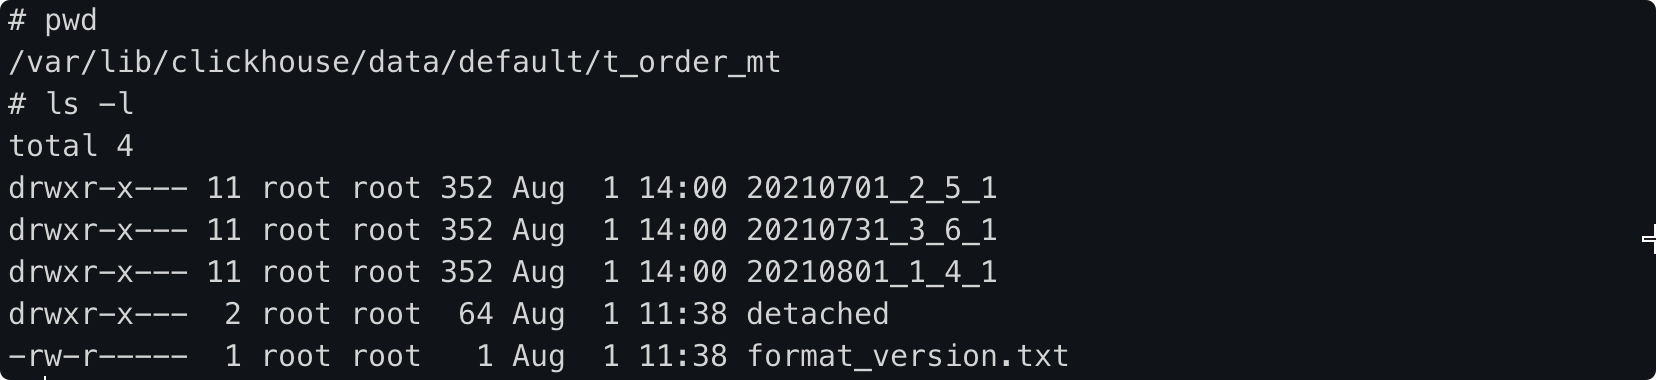 # pwd
/var/lib/clickhouse/data/default/t_order_mt
# ls -l
total 4
drwxr-x--- 11 root root 352 Aug  1 14:00 20210701_2_5_1
drwxr-x--- 11 root root 352 Aug  1 14:00 20210731_3_6_1
drwxr-x--- 11 root root 352 Aug  1 14:00 20210801_1_4_1
drwxr-x---  2 root root  64 Aug  1 11:38 detached
-rw-r-----  1 root root   1 Aug  1 11:38 format_version.txt